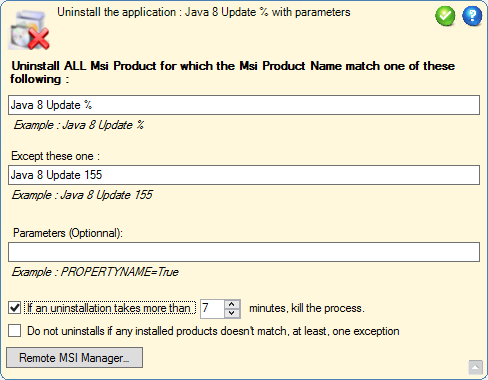 Uninstall the application : Java 8 Update % with parameters
Uninstall ALL Msi Product for which the Msi Product Name match one of these
following :
Java 8 Update %
Example : Java 8 Update %
Except these one :
Java 8 Update 155
Example : Java 8 Update 155
Parameters (Optionnal):
Example : PROPERTYNAME=True
If an uninstallation takes more than 7 minutes, kill the process.
Do not uninstalls if any installed products doesn't match, at least, one exception
Remote MSI Manager...